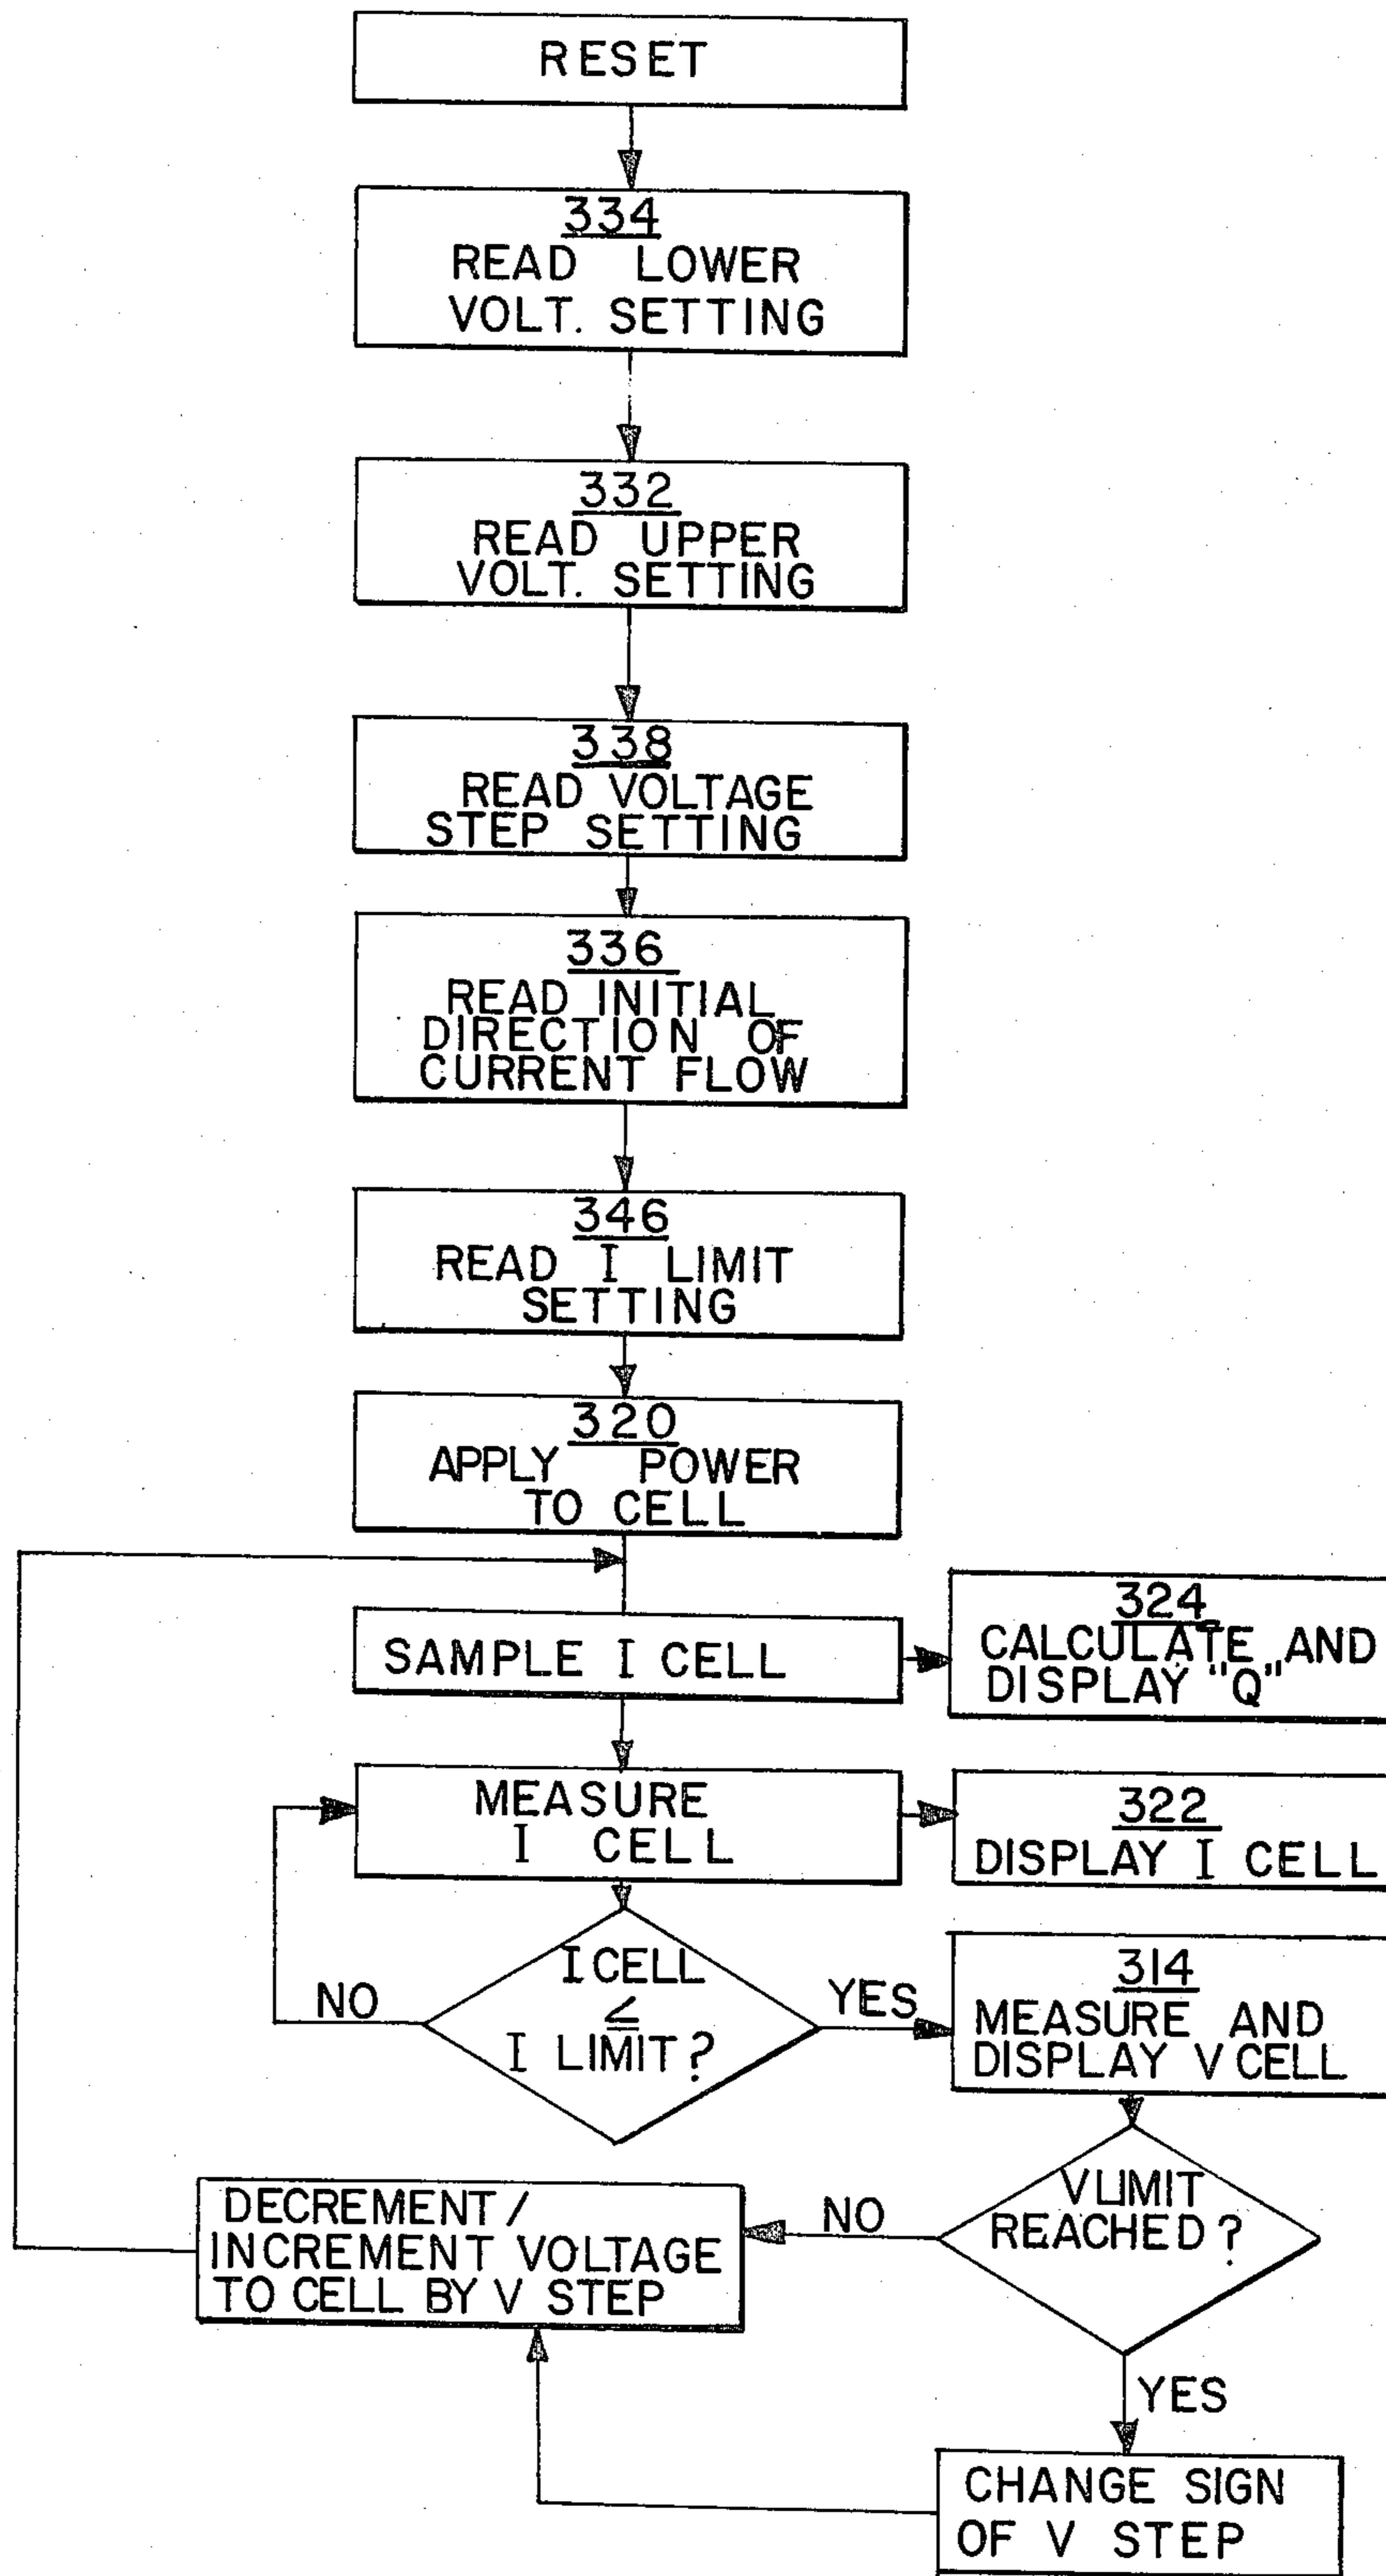 RESET
334
READ LOWER
VOLT. SETTING
332
READ UPPER
VOLT. SETTING
338
READ VOLTAGE
STEP SETTING
336
READ INITIAL
DIRECTION OF
CURRENT FLOW
346
READ I LIMIT
SETTING
320
APPLY POWER
TO CELL
SAMPLE I CELL
324
CALCULATE AND
DISPLAY "Q"
MEASURE
I CELL
322
DISPLAY I CELL
I CELL
≤
I LIMIT?
NO
YES
314
MEASURE AND
DISPLAY V CELL
V LIMIT
REACHED?
NO
DECREMENT/
INCREMENT VOLTAGE
TO CELL BY V STEP
YES
CHANGE SIGN
OF V STEP